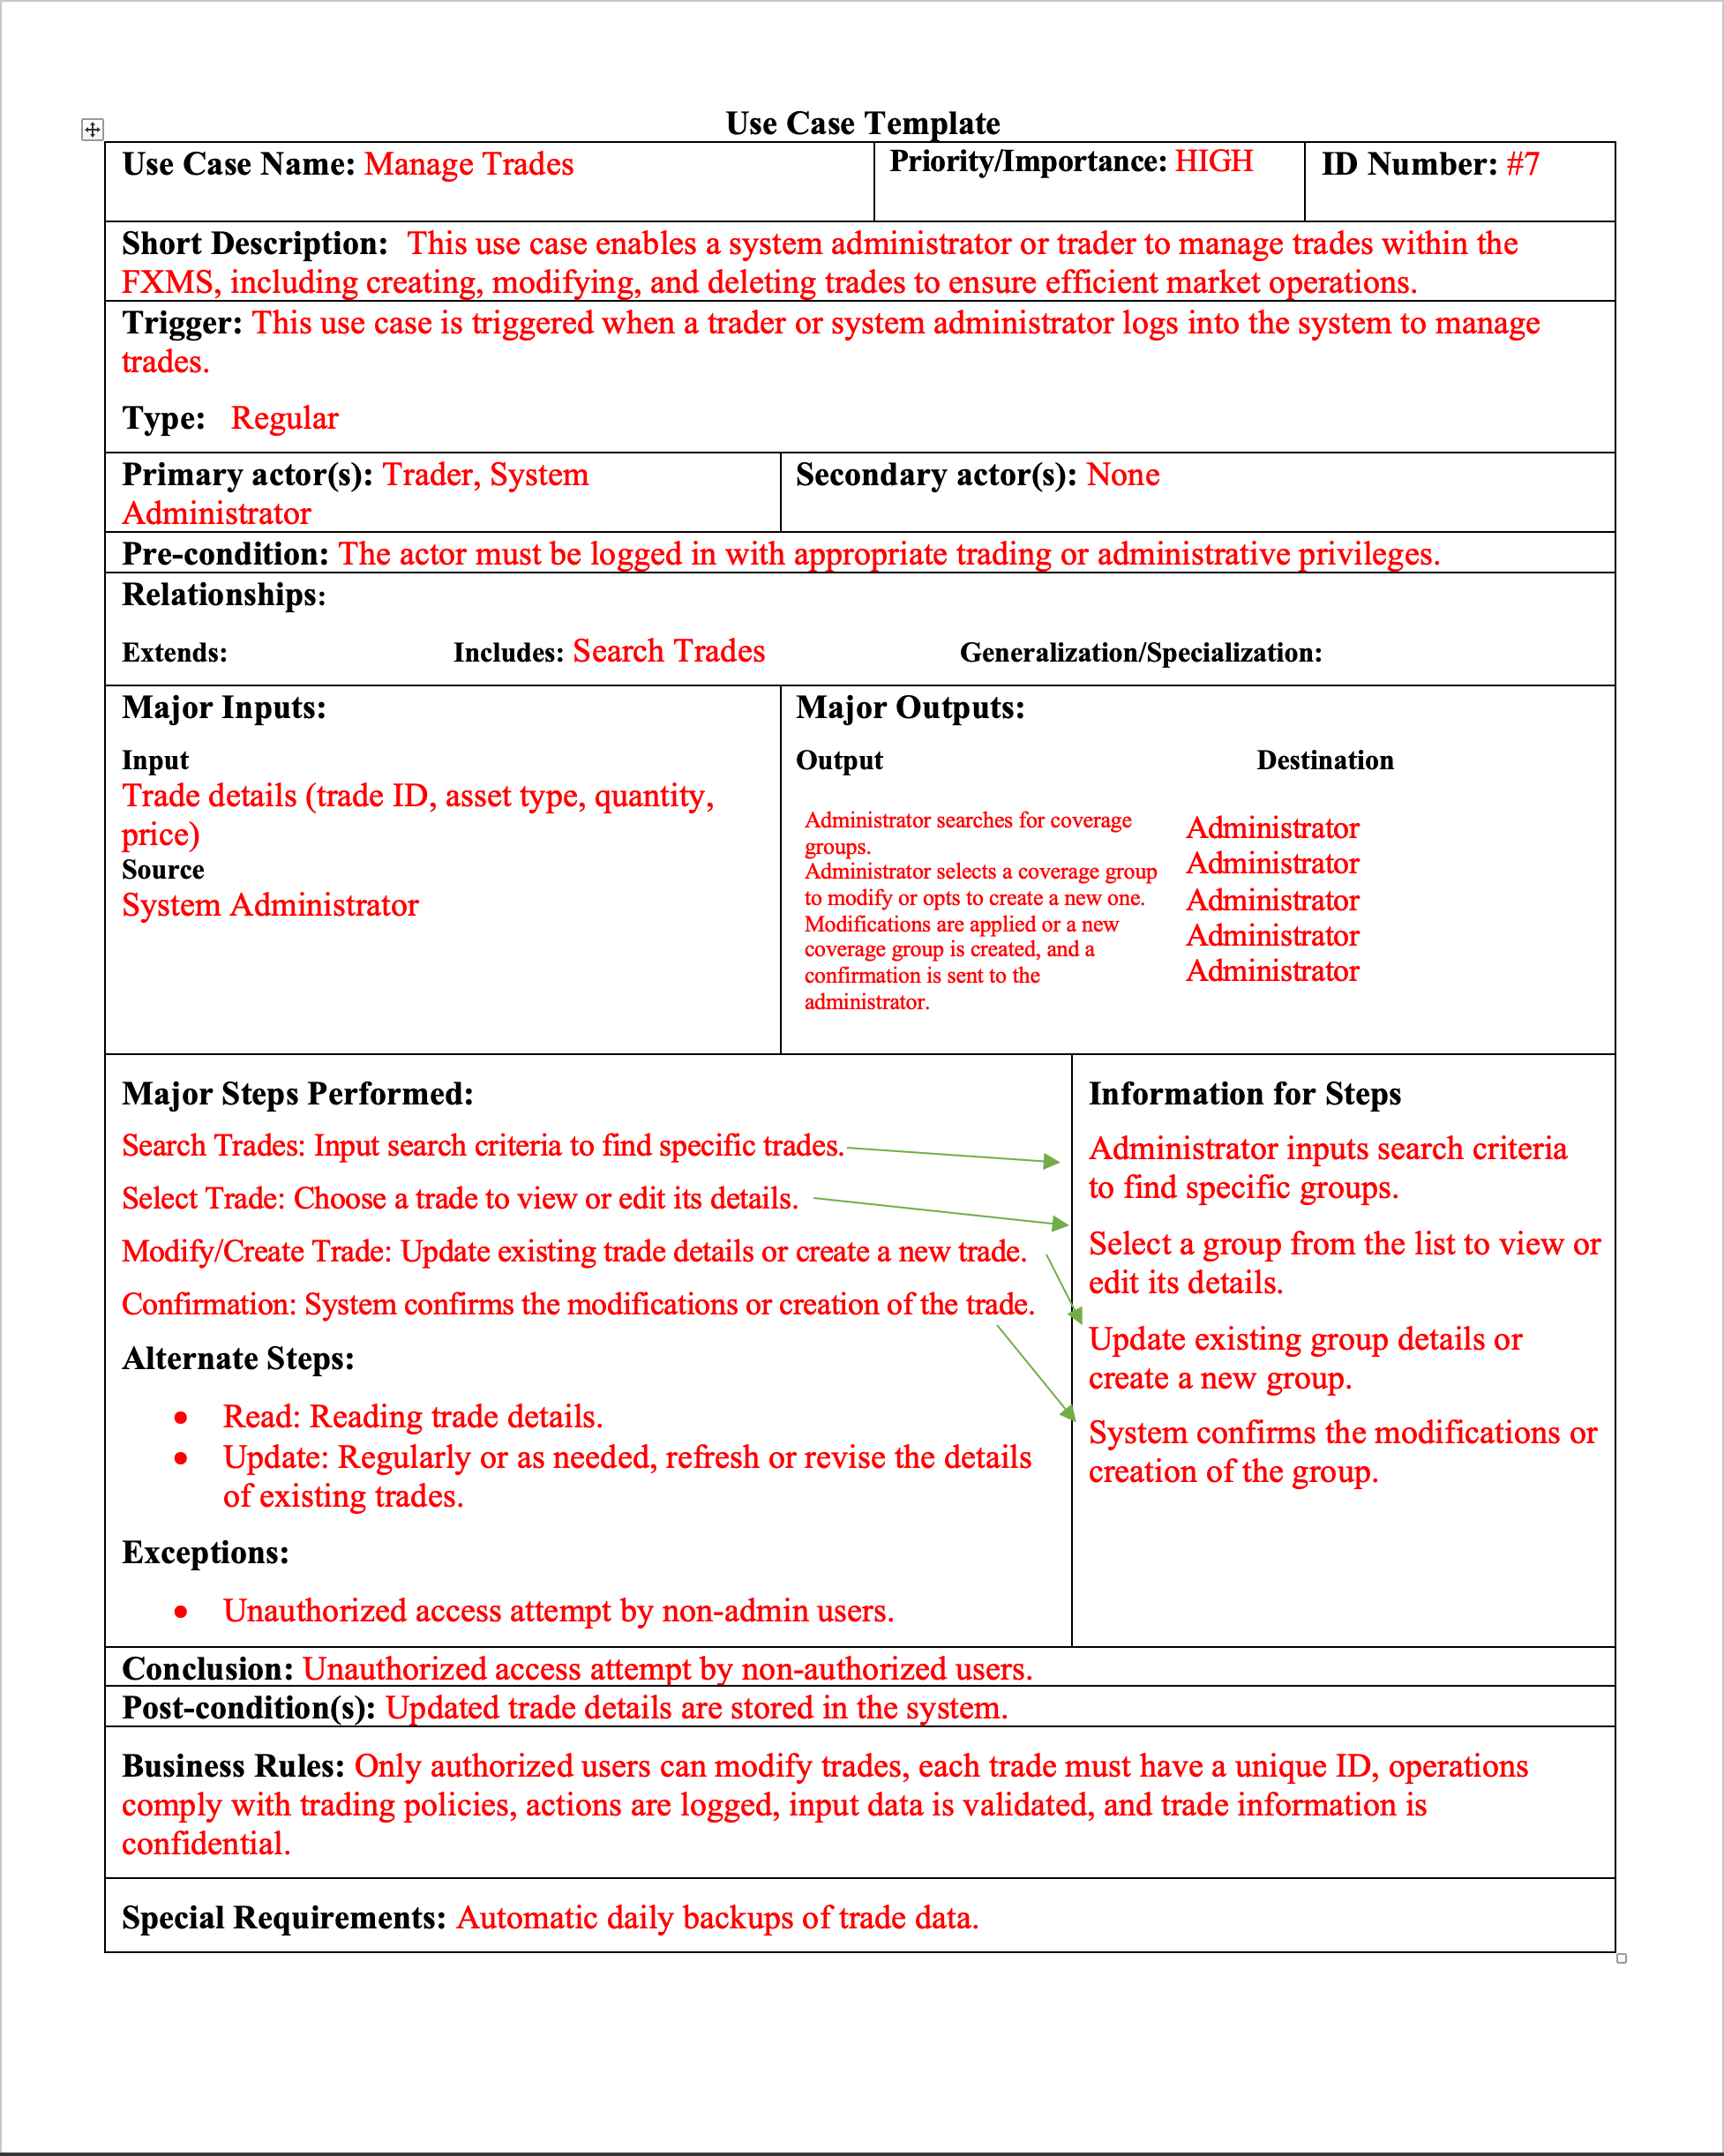 Use Case Template
Use Case Name: Manage Trades
Priority/Importance: HIGH
ID Number: #7
Short Description: This use case enables a system administrator or trader to manage trades within the
FXMS, including creating, modifying, and deleting trades to ensure efficient market operations.
Trigger: This use case is triggered when a trader or system administrator logs into the system to manage
trades.
Type: Regular
Primary actor(s): Trader, System
Administrator
Secondary actor(s): None
Pre-condition: The actor must be logged in with appropriate trading or administrative privileges.
Relationships:
Extends: Includes: Search Trades Generalization/Specialization:
Major Inputs:
Input
Trade details (trade ID, asset type, quantity,
price)
Source
System Administrator
Major Outputs:
Output Destination
Administrator searches for coverage
groups.
Administrator selects a coverage group
to modify or opts to create a new one.
Modifications are applied or a new
coverage group is created, and a
confirmation is sent to the
administrator.
Administrator
Administrator
Administrator
Administrator
Administrator
Major Steps Performed:
Search Trades: Input search criteria to find specific trades.
Select Trade: Choose a trade to view or edit its details.
Modify/Create Trade: Update existing trade details or create a new trade.
Confirmation: System confirms the modifications or creation of the trade.
Alternate Steps:
• Read: Reading trade details.
• Update: Regularly or as needed, refresh or revise the details
of existing trades.
Exceptions:
• Unauthorized access attempt by non-admin users.
Information for Steps
Administrator inputs search criteria
to find specific groups.
Select a group from the list to view or
edit its details.
Update existing group details or
create a new group.
System confirms the modifications or
creation of the group.
Conclusion: Unauthorized access attempt by non-authorized users.
Post-condition(s): Updated trade details are stored in the system.
Business Rules: Only authorized users can modify trades, each trade must have a unique ID, operations
comply with trading policies, actions are logged, input data is validated, and trade information is
confidential.
Special Requirements: Automatic daily backups of trade data.